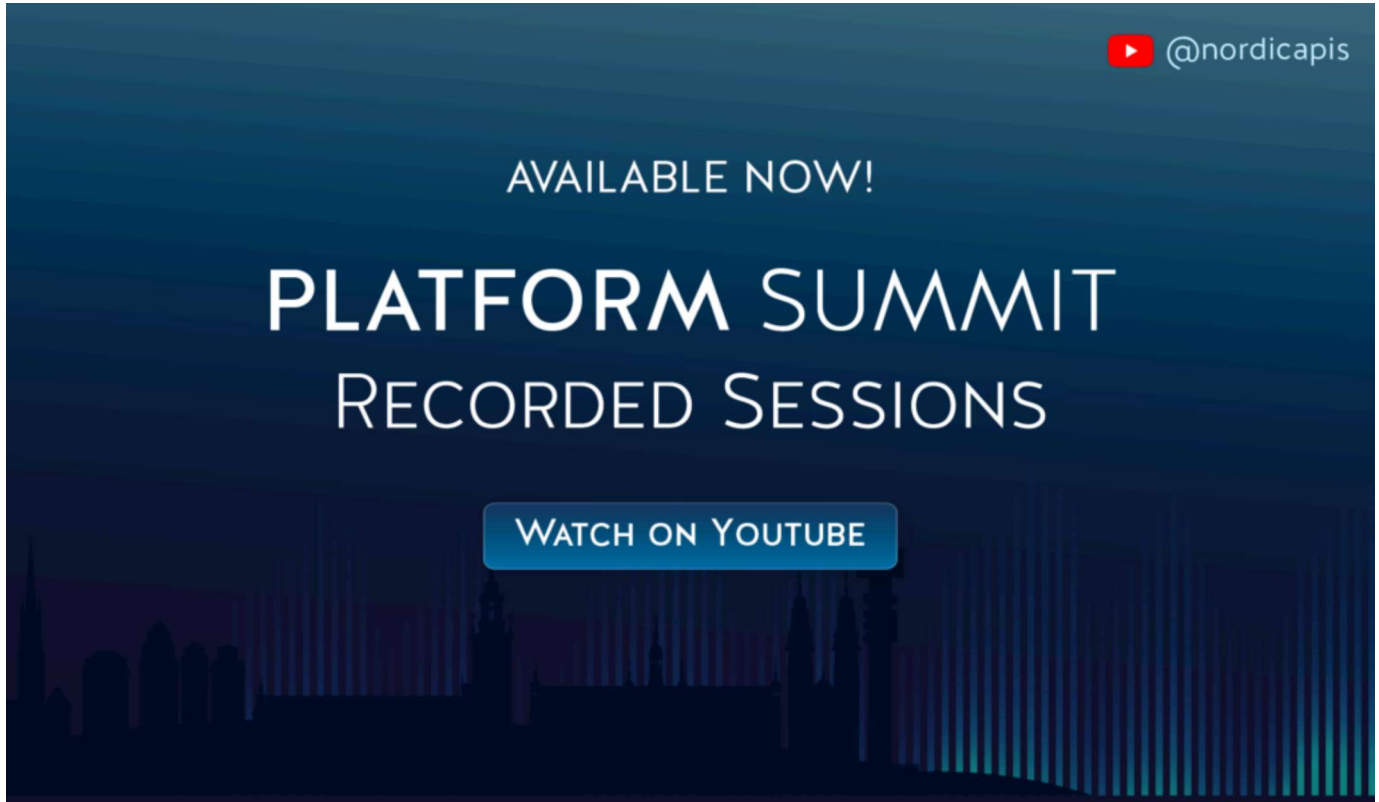 @nordicapis
AVAILABLE NOW!
PLATFORM SUMMIT
RECORDED SESSIONS
WATCH ON YOUTUBE